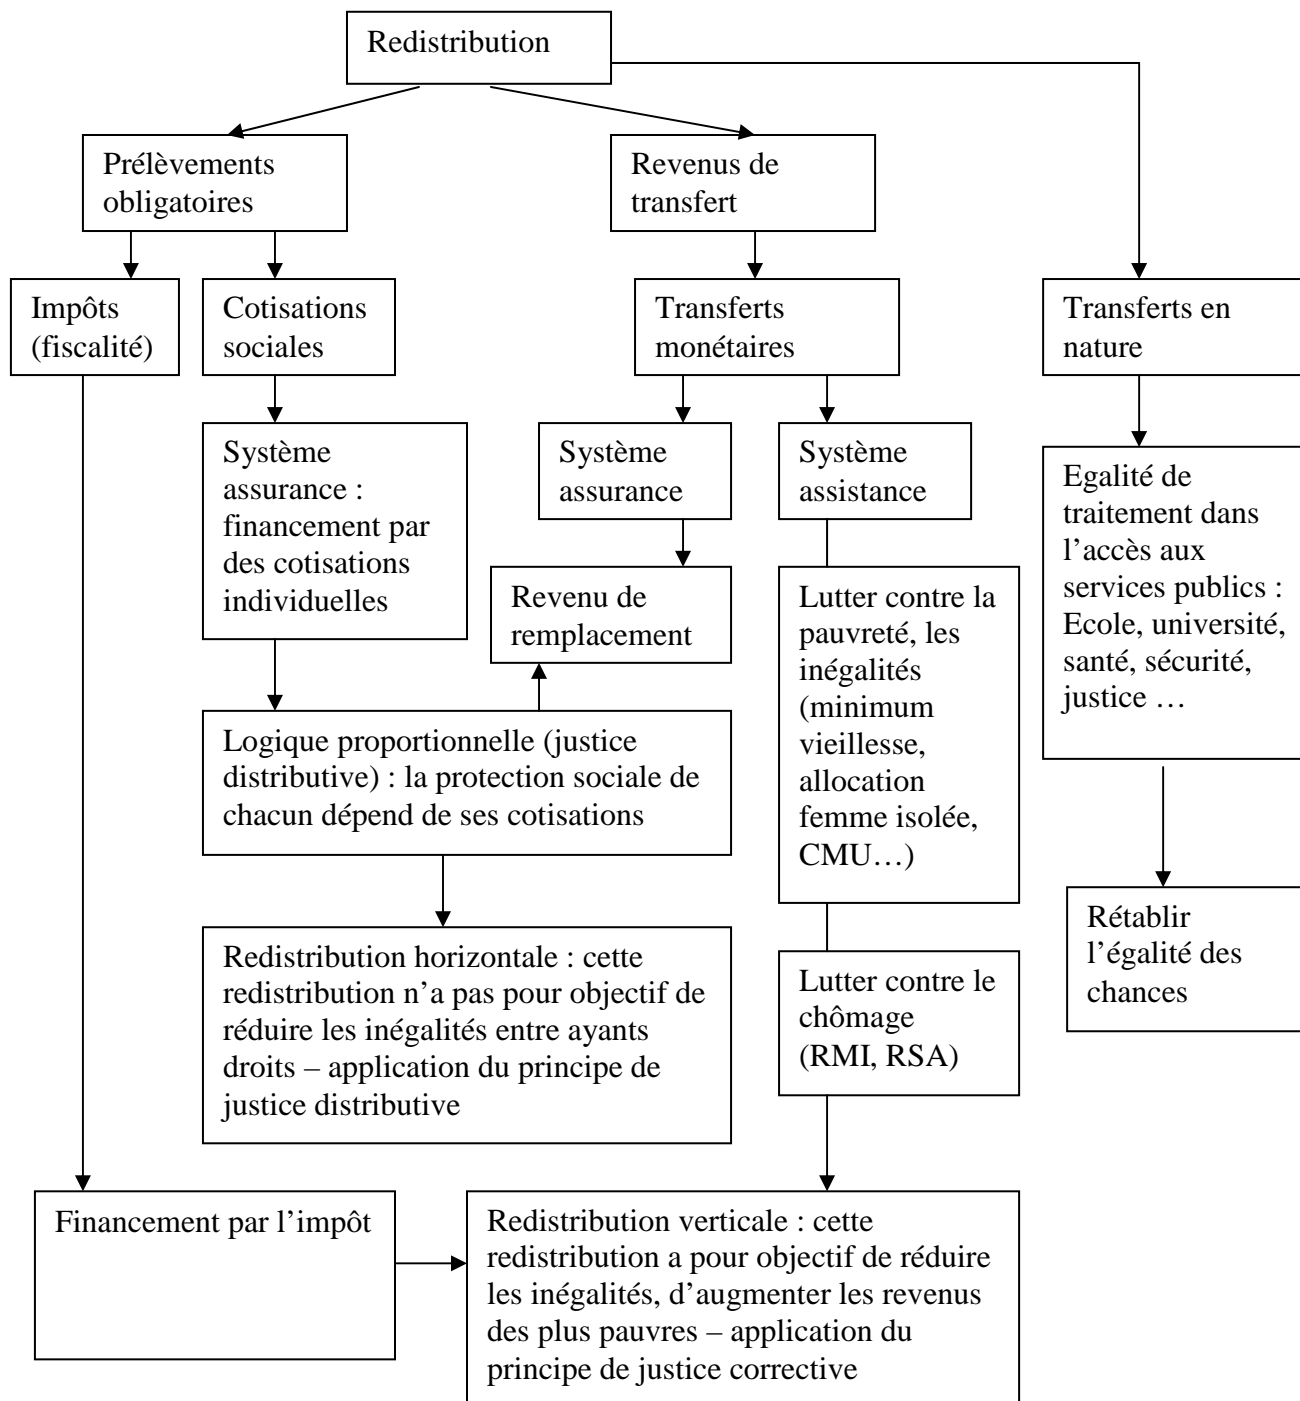 Redistribution
Prélèvements
obligatoires
Revenus de
transfert
Impôts
(fiscalité)
Cotisations
sociales
Transferts
monétaires
Transferts en
nature
Système
assurance :
financement par
des cotisations
individuelles
Système
assurance
Système
assistance
Egalité de
traitement dans
l’accès aux
services publics :
Ecole, université,
santé, sécurité,
justice …
Revenu de
remplacement
Lutter contre la
pauvreté, les
inégalités
(minimum
vieillesse,
allocation
femme isolée,
CMU…)
Logique proportionnelle (justice
distributive) : la protection sociale de
chacun dépend de ses cotisations
Rétablir
l’égalité des
chances
Redistribution horizontale : cette
redistribution n’a pas pour objectif de
réduire les inégalités entre ayants
droits – application du principe de
justice distributive
Lutter contre le
chômage
(RMI, RSA)
Financement par l’impôt
Redistribution verticale : cette
redistribution a pour objectif de réduire
les inégalités, d’augmenter les revenus
des plus pauvres – application du
principe de justice corrective